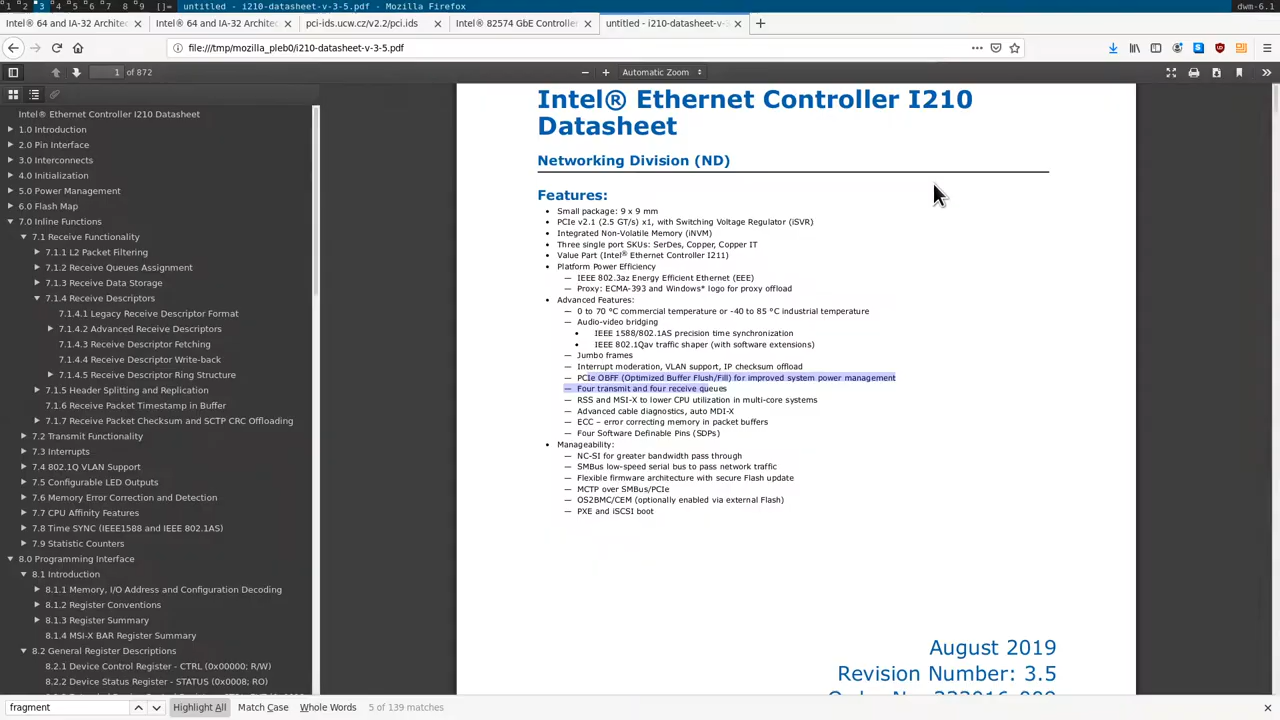 1 2 3 4 5 6 7 8 9 []= untitled - i210-datasheet-v-3-5.pdf - Mozilla Firefox dwm-6.1
Intel® 64 and IA-32 Architec
Intel® 64 and IA-32 Architec
pci-ids.ucw.cz/v2.2/pci.ids
Intel® 82574 GbE Controller
untitled - i210-datasheet-v-
file:///tmp/mozilla_pleb0/i210-datasheet-v-3-5.pdf
1 of 872
Automatic Zoom
Intel® Ethernet Controller I210 Datasheet
1.0 Introduction
2.0 Pin Interface
3.0 Interconnects
4.0 Initialization
5.0 Power Management
6.0 Flash Map
7.0 Inline Functions
7.1 Receive Functionality
7.1.1 L2 Packet Filtering
7.1.2 Receive Queues Assignment
7.1.3 Receive Data Storage
7.1.4 Receive Descriptors
7.1.4.1 Legacy Receive Descriptor Format
7.1.4.2 Advanced Receive Descriptors
7.1.4.3 Receive Descriptor Fetching
7.1.4.4 Receive Descriptor Write-back
7.1.4.5 Receive Descriptor Ring Structure
7.1.5 Header Splitting and Replication
7.1.6 Receive Packet Timestamp in Buffer
7.1.7 Receive Packet Checksum and SCTP CRC Offloading
7.2 Transmit Functionality
7.3 Interrupts
7.4 802.1Q VLAN Support
7.5 Configurable LED Outputs
7.6 Memory Error Correction and Detection
7.7 CPU Affinity Features
7.8 Time SYNC (IEEE1588 and IEEE 802.1AS)
7.9 Statistic Counters
8.0 Programming Interface
8.1 Introduction
8.1.1 Memory, I/O Address and Configuration Decoding
8.1.2 Register Conventions
8.1.3 Register Summary
8.1.4 MSI-X BAR Register Summary
8.2 General Register Descriptions
8.2.1 Device Control Register - CTRL (0x00000; R/W)
8.2.2 Device Status Register - STATUS (0x0008; RO)
Intel® Ethernet Controller I210
Datasheet
Networking Division (ND)
Features:
• Small package: 9 x 9 mm
• PCIe v2.1 (2.5 GT/s) x1, with Switching Voltage Regulator (iSVR)
• Integrated Non-Volatile Memory (iNVM)
• Three single port SKUs: SerDes, Copper, Copper IT
• Value Part (Intel® Ethernet Controller I211)
• Platform Power Efficiency
— IEEE 802.3az Energy Efficient Ethernet (EEE)
— Proxy: ECMA-393 and Windows* logo for proxy offload
• Advanced Features:
— 0 to 70 °C commercial temperature or -40 to 85 °C industrial temperature
— Audio-video bridging
• IEEE 1588/802.1AS precision time synchronization
• IEEE 802.1Qav traffic shaper (with software extensions)
— Jumbo frames
— Interrupt moderation, VLAN support, IP checksum offload
— PCIe OBFF (Optimized Buffer Flush/Fill) for improved system power management
— Four transmit and four receive queues
— RSS and MSI-X to lower CPU utilization in multi-core systems
— Advanced cable diagnostics, auto MDI-X
— ECC – error correcting memory in packet buffers
— Four Software Definable Pins (SDPs)
• Manageability:
— NC-SI for greater bandwidth pass through
— SMBus low-speed serial bus to pass network traffic
— Flexible firmware architecture with secure Flash update
— MCTP over SMBus/PCIe
— OS2BMC/CEM (optionally enabled via external Flash)
— PXE and iSCSI boot
August 2019
Revision Number: 3.5
fragment
Highlight All Match Case Whole Words 5 of 139 matches